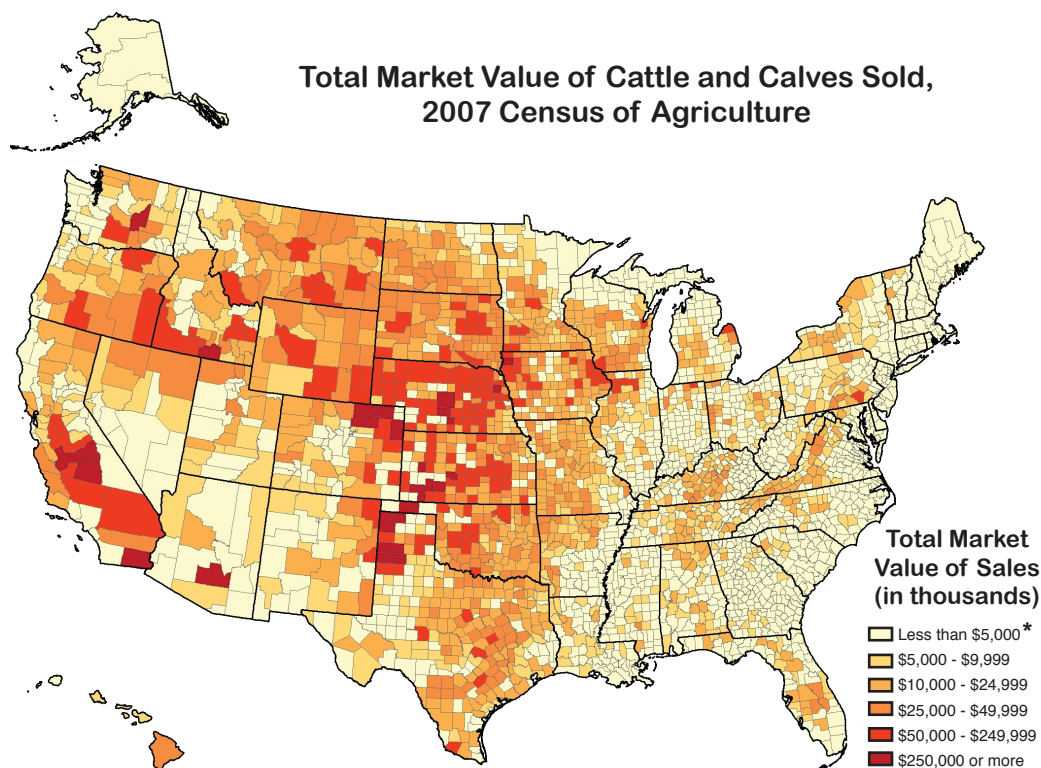 Total Market Value of Cattle and Calves Sold,
2007 Census of Agriculture
Total Market
Value of Sales
(in thousands)
Less than $5,000*
$5,000 - $9,999
$10,000 - $24,999
$25,000 - $49,999
$50,000 - $249,999
$250,000 or more